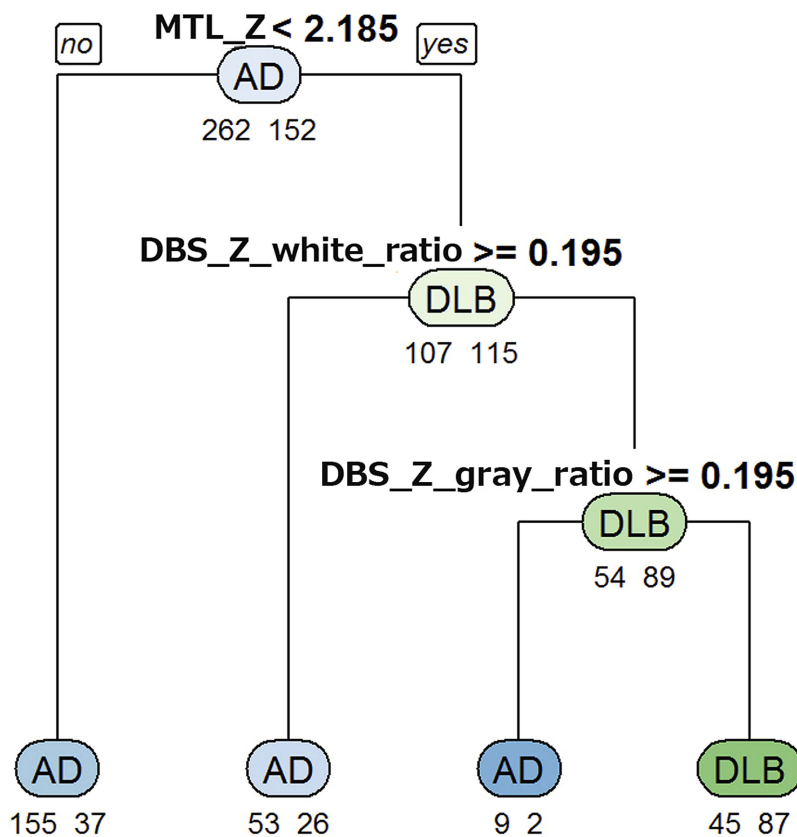 MTL_Z < 2.185
no
yes
AD
262 152
DBS_Z_white_ratio >= 0.195
DLB
107 115
DBS_Z_gray_ratio >= 0.195
DLB
54 89
AD AD AD DLB
155 37 53 26 9 2 45 87